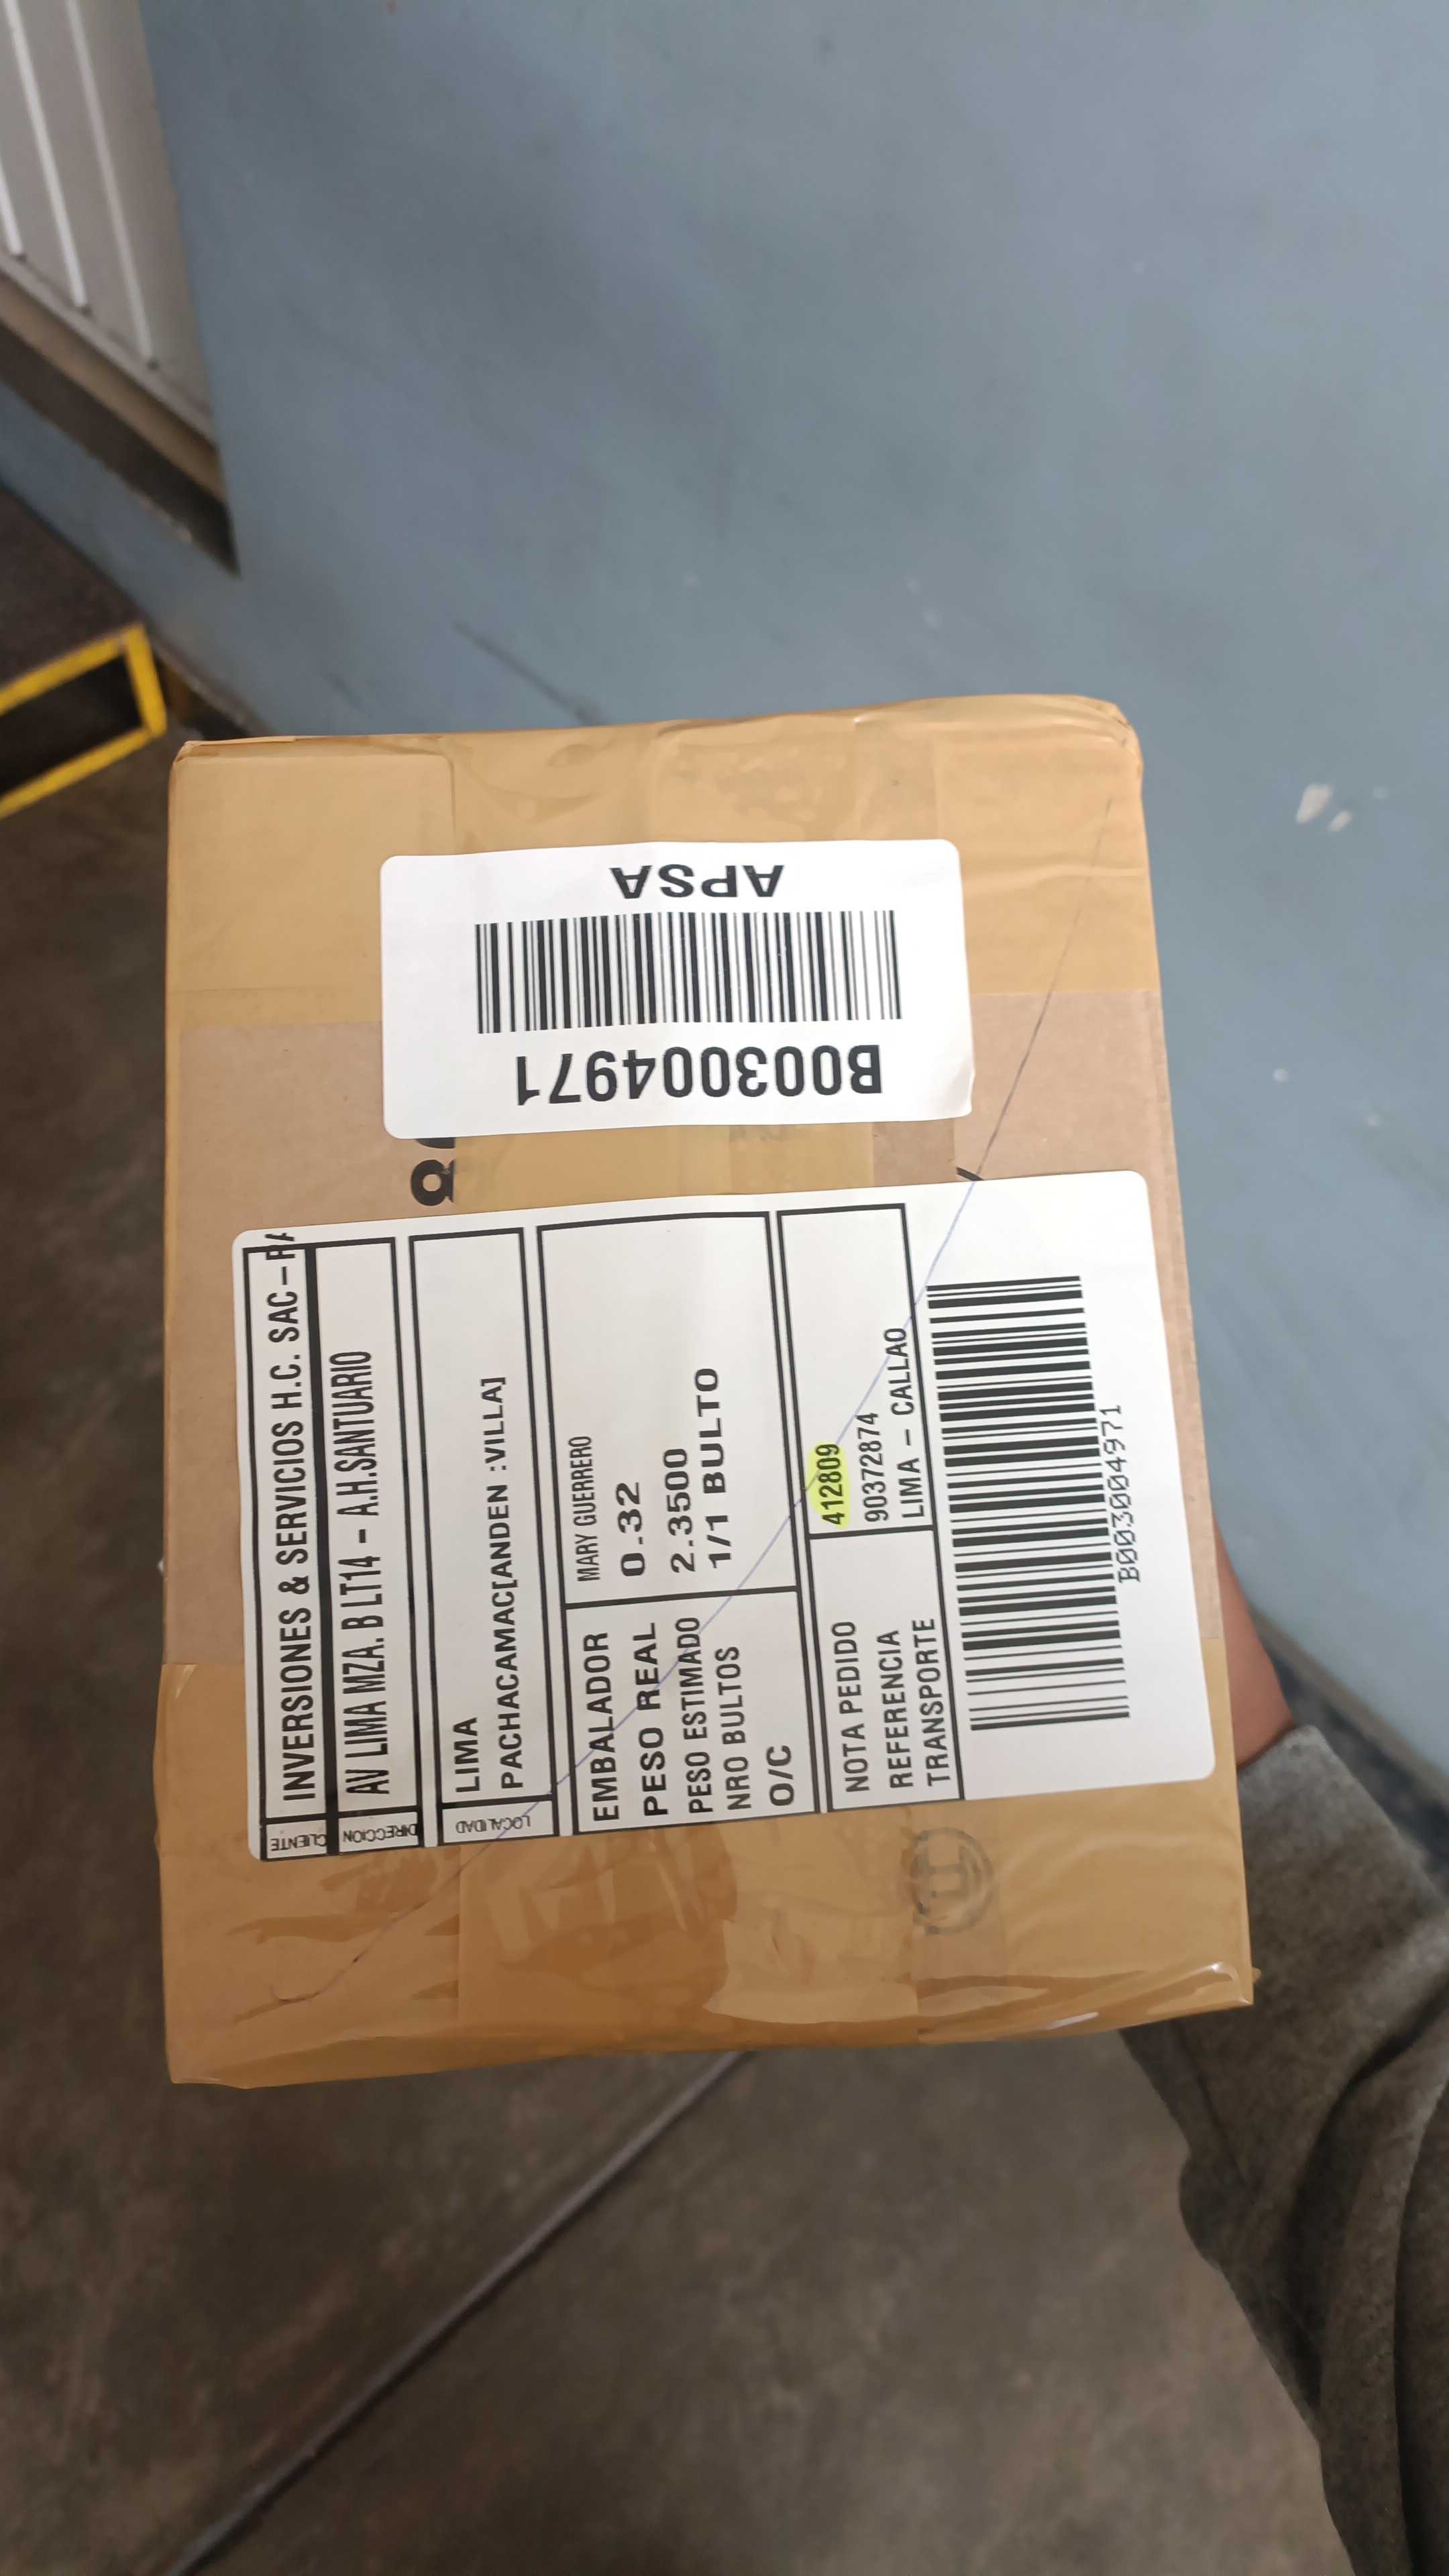 APSA
B003004971
CLIENTE INVERSIONES & SERVICIOS H.C. SAC-RA
DIRECCION AV LIMA MZA. B LT14 - A.H.SANTUARIO
LOCALIDAD LIMA
PACHACAMAC[ANDEN :VILLA]
EMBALADOR MARY GUERRERO
PESO REAL 0.32
PESO ESTIMADO 2.3500
NRO BULTOS 1/1 BULTO
O/C
NOTA PEDIDO 412809
REFERENCIA 90372874
TRANSPORTE LIMA - CALLAO
B003004971